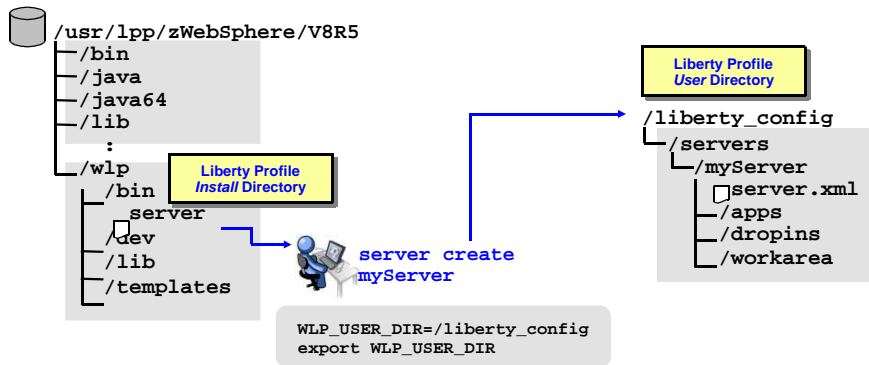 /usr/lpp/zWebSphere/V8R5
/bin
/java
/java64
/lib
:
/wlp
Liberty Profile
Install Directory
/bin
server
/dev
/lib
/templates
server create
myServer
WLP_USER_DIR=/liberty_config
export WLP_USER_DIR
Liberty Profile
User Directory
/liberty_config
/servers
/myServer
server.xml
/apps
/dropins
/workarea